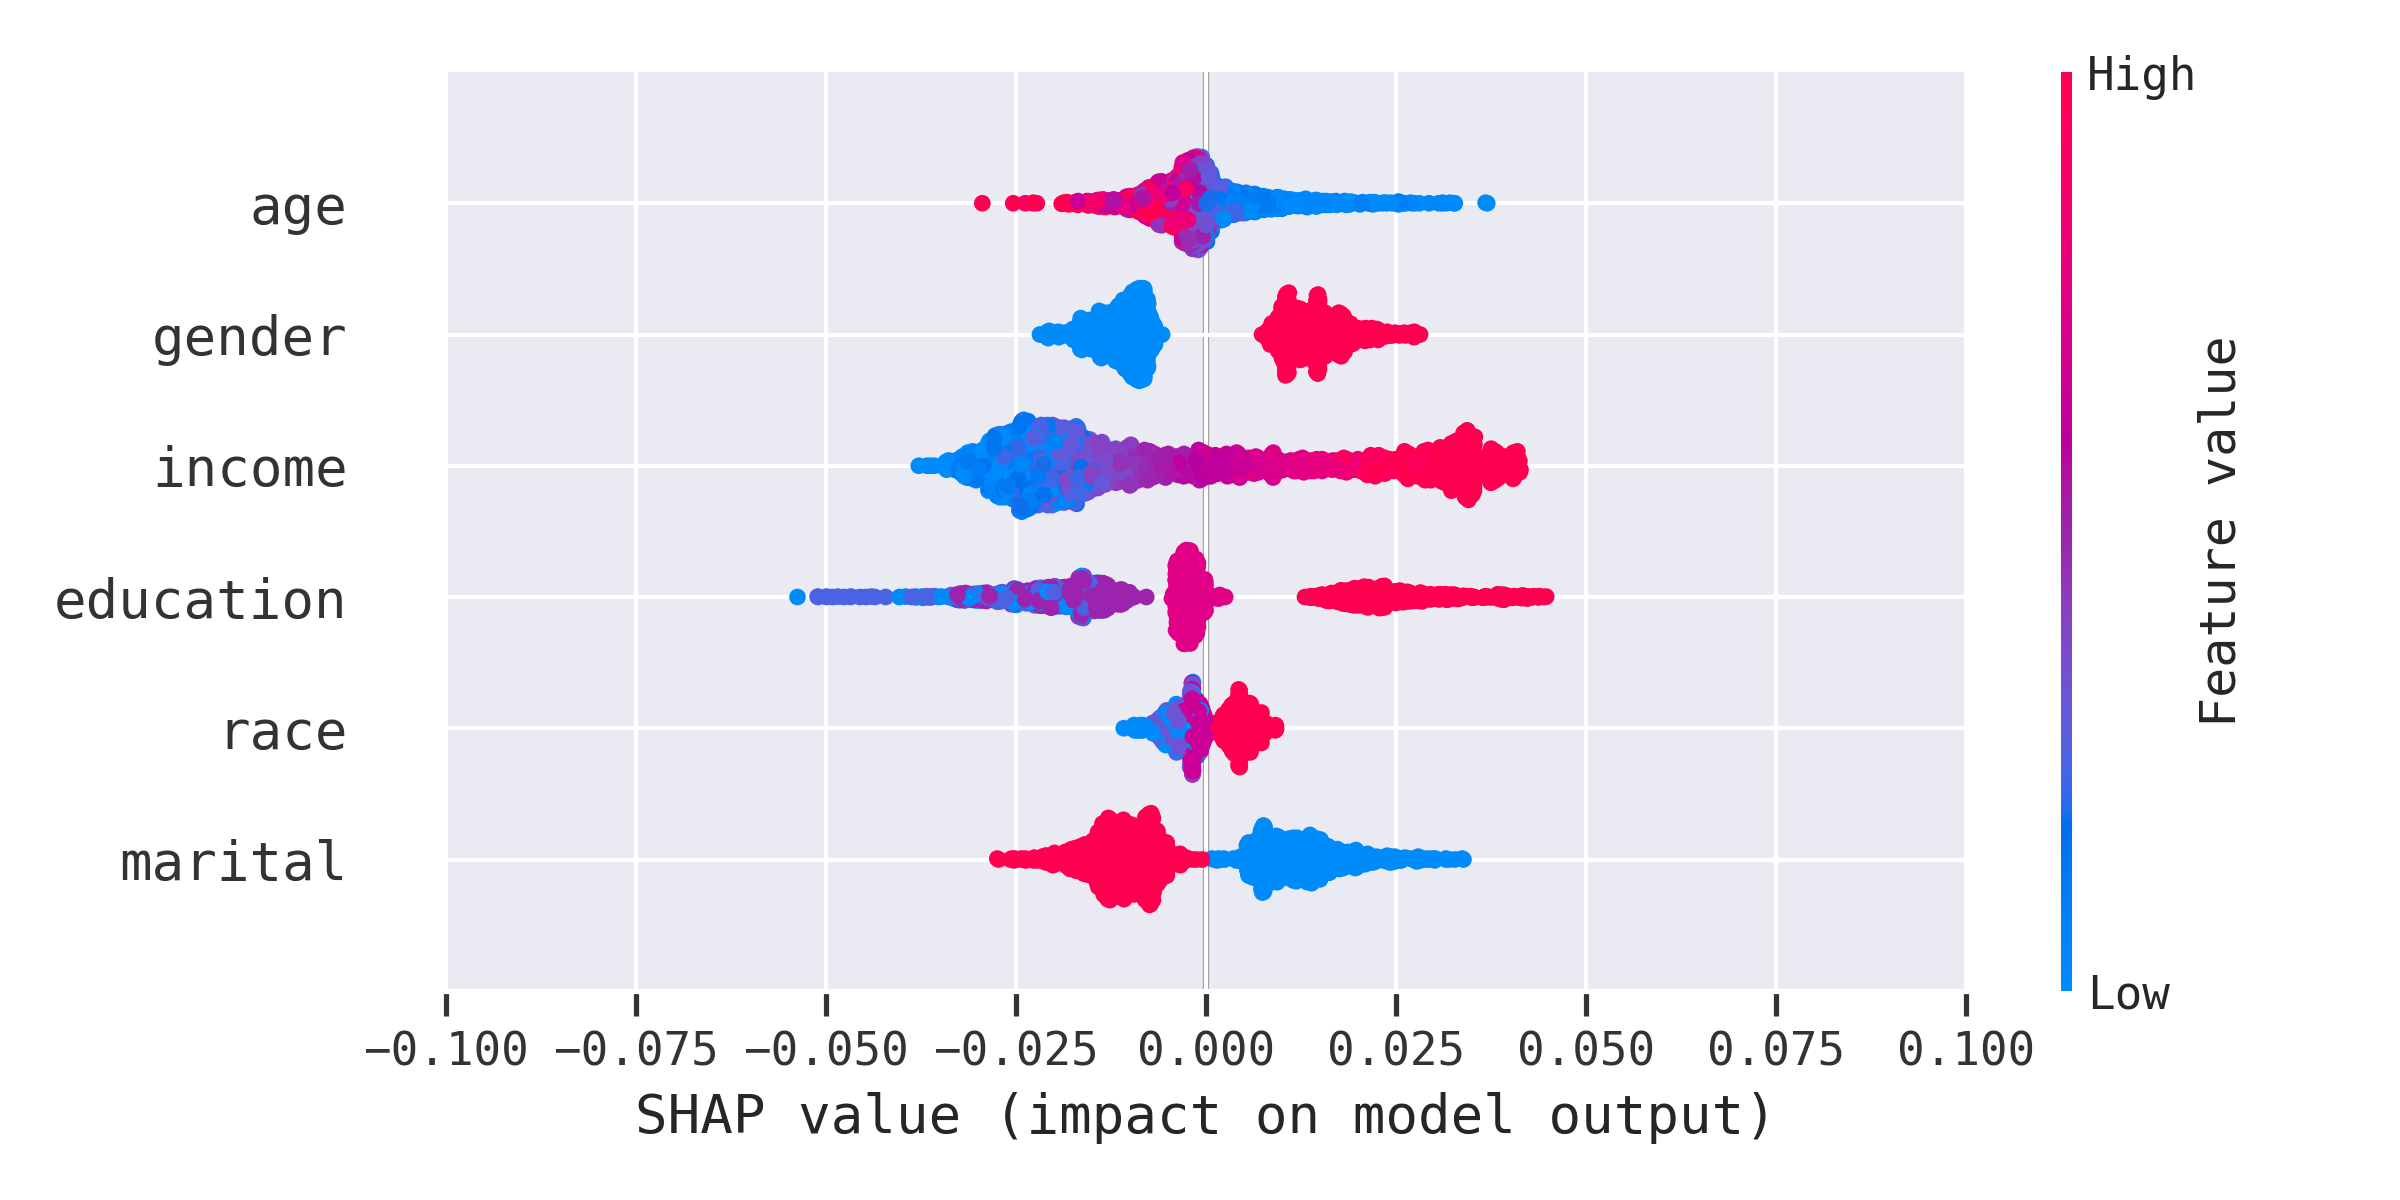 High
age
gender
income
education
race
marital
Feature value
Low
−0.100 −0.075 −0.050 −0.025 0.000 0.025 0.050 0.075 0.100
SHAP value (impact on model output)